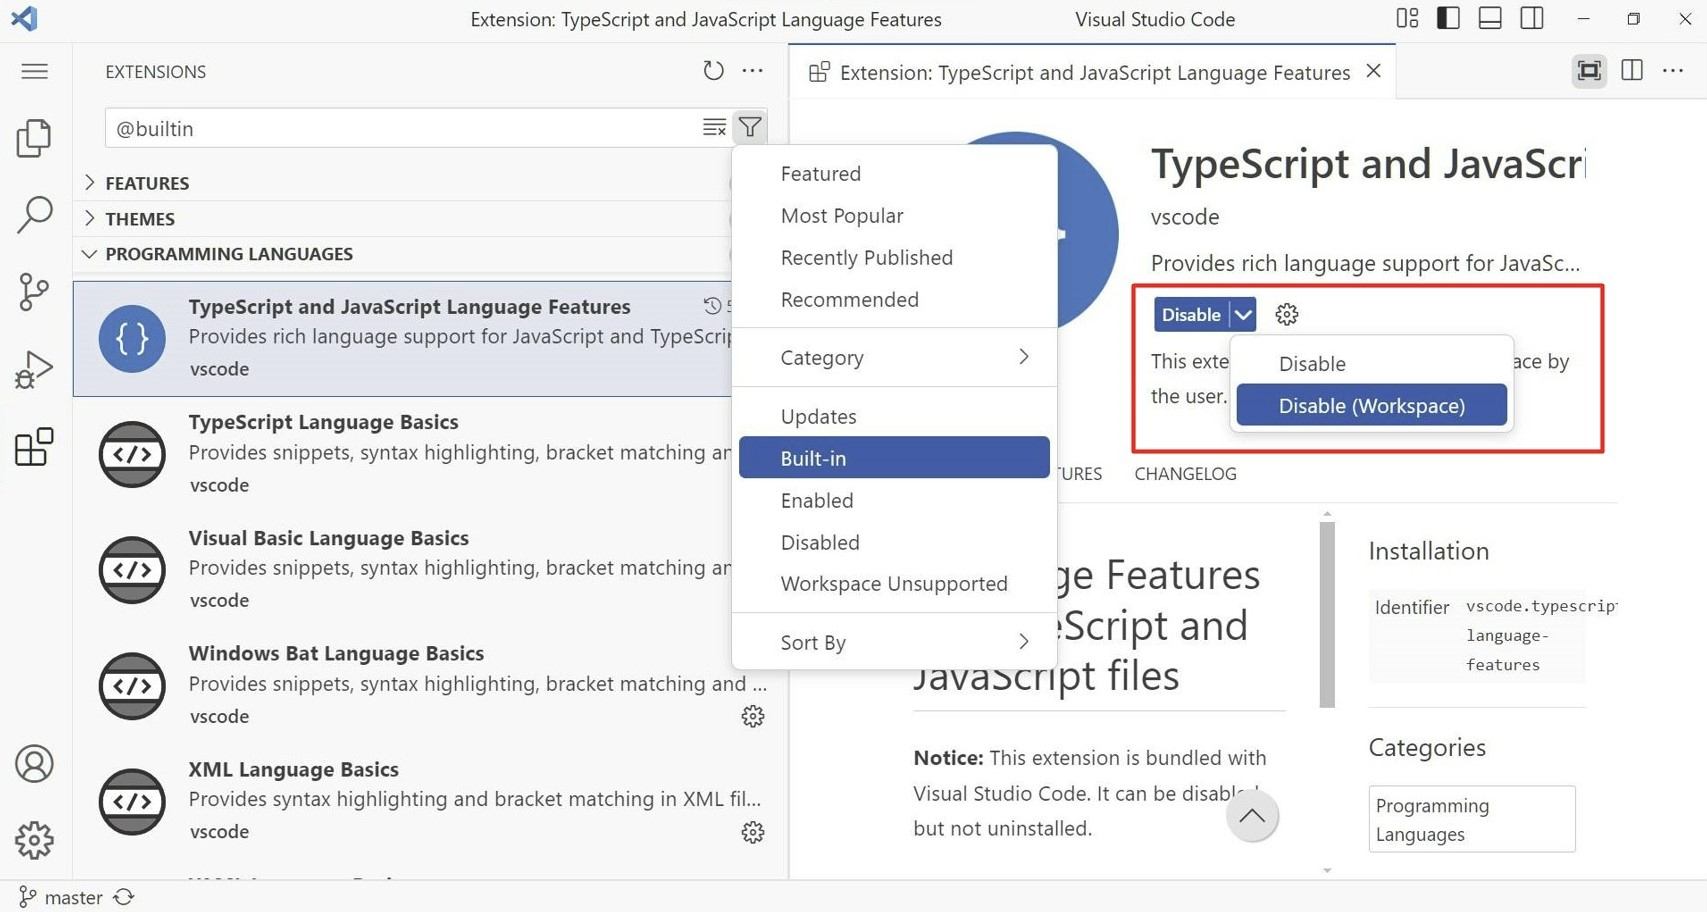 Extension: TypeScript and JavaScript Language Features
Visual Studio Code
EXTENSIONS
Extension: TypeScript and JavaScript Language Features
@builtin
FEATURES
THEMES
PROGRAMMING LANGUAGES
TypeScript and JavaScript Language Features
Provides rich language support for JavaScript and TypeScrip
vscode
TypeScript Language Basics
Provides snippets, syntax highlighting, bracket matching an
vscode
Visual Basic Language Basics
Provides snippets, syntax highlighting, bracket matching an
vscode
Windows Bat Language Basics
Provides snippets, syntax highlighting, bracket matching and ...
vscode
XML Language Basics
Provides syntax highlighting and bracket matching in XML fil...
vscode
Featured
Most Popular
Recently Published
Recommended
Category
Updates
Built-in
Enabled
Disabled
Workspace Unsupported
Sort By
TypeScript and JavaScri
vscode
Provides rich language support for JavaSc...
Disable
This exte
ace by
the user.
Disable
Disable (Workspace)
TURES
CHANGELOG
ge Features
eScript and
JavaScript files
Notice: This extension is bundled with
Visual Studio Code. It can be disabled
but not uninstalled.
Installation
Identifier
vscode.typescript
language-
features
Categories
Programming
Languages
master